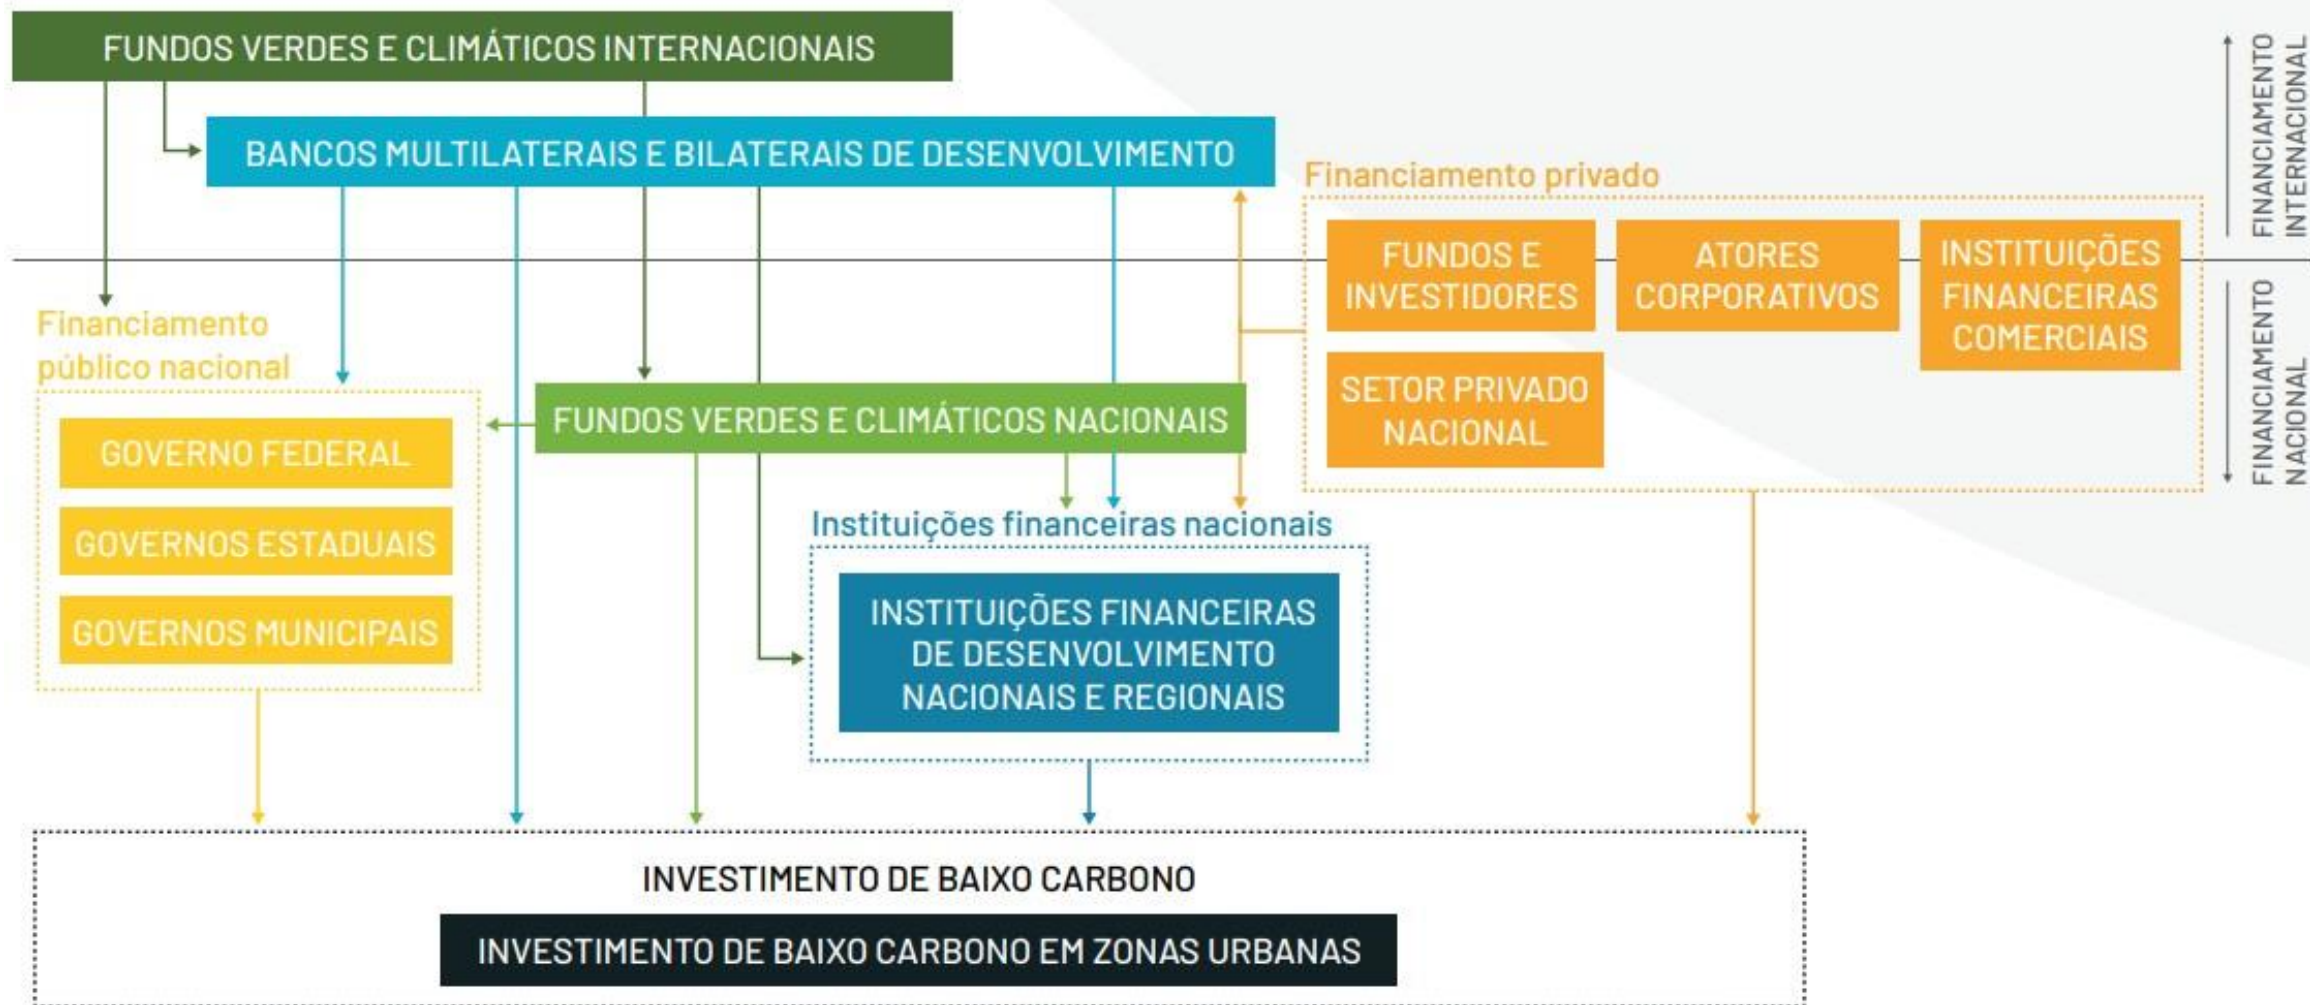 FUNDOS VERDES E CLIMÁTICOS INTERNACIONAIS
BANCOS MULTILATERAIS E BILATERAIS DE DESENVOLVIMENTO
Financiamento privado
FUNDOS E
INVESTIDORES
ATORES
CORPORATIVOS
INSTITUIÇÕES
FINANCEIRAS
COMERCIAIS
SETOR PRIVADO
NACIONAL
FINANCIAMENTO
INTERNACIONAL
FINANCIAMENTO
NACIONAL
Financiamento
público nacional
GOVERNO FEDERAL
GOVERNOS ESTADUAIS
GOVERNOS MUNICIPAIS
FUNDOS VERDES E CLIMÁTICOS NACIONAIS
Instituições financeiras nacionais
INSTITUIÇÕES FINANCEIRAS
DE DESENVOLVIMENTO
NACIONAIS E REGIONAIS
INVESTIMENTO DE BAIXO CARBONO
INVESTIMENTO DE BAIXO CARBONO EM ZONAS URBANAS